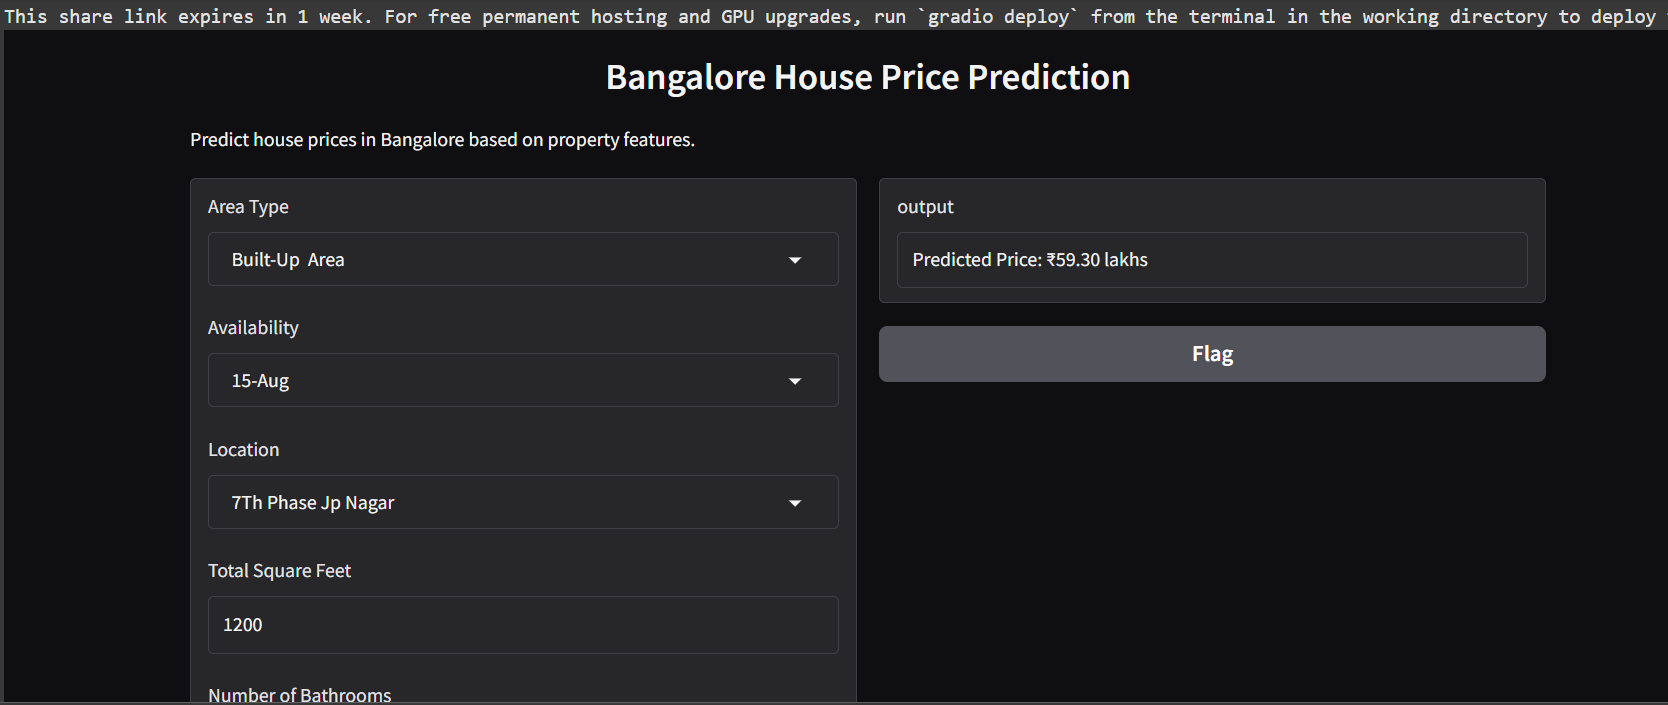 This share link expires in 1 week. For free permanent hosting and GPU upgrades, run `gradio deploy` from the terminal in the working directory to deploy
Bangalore House Price Prediction
Predict house prices in Bangalore based on property features.
Area Type
Built-Up  Area
Availability
15-Aug
Location
7Th Phase Jp Nagar
Total Square Feet
1200
Number of Bathrooms
output
Predicted Price: ₹59.30 lakhs
Flag